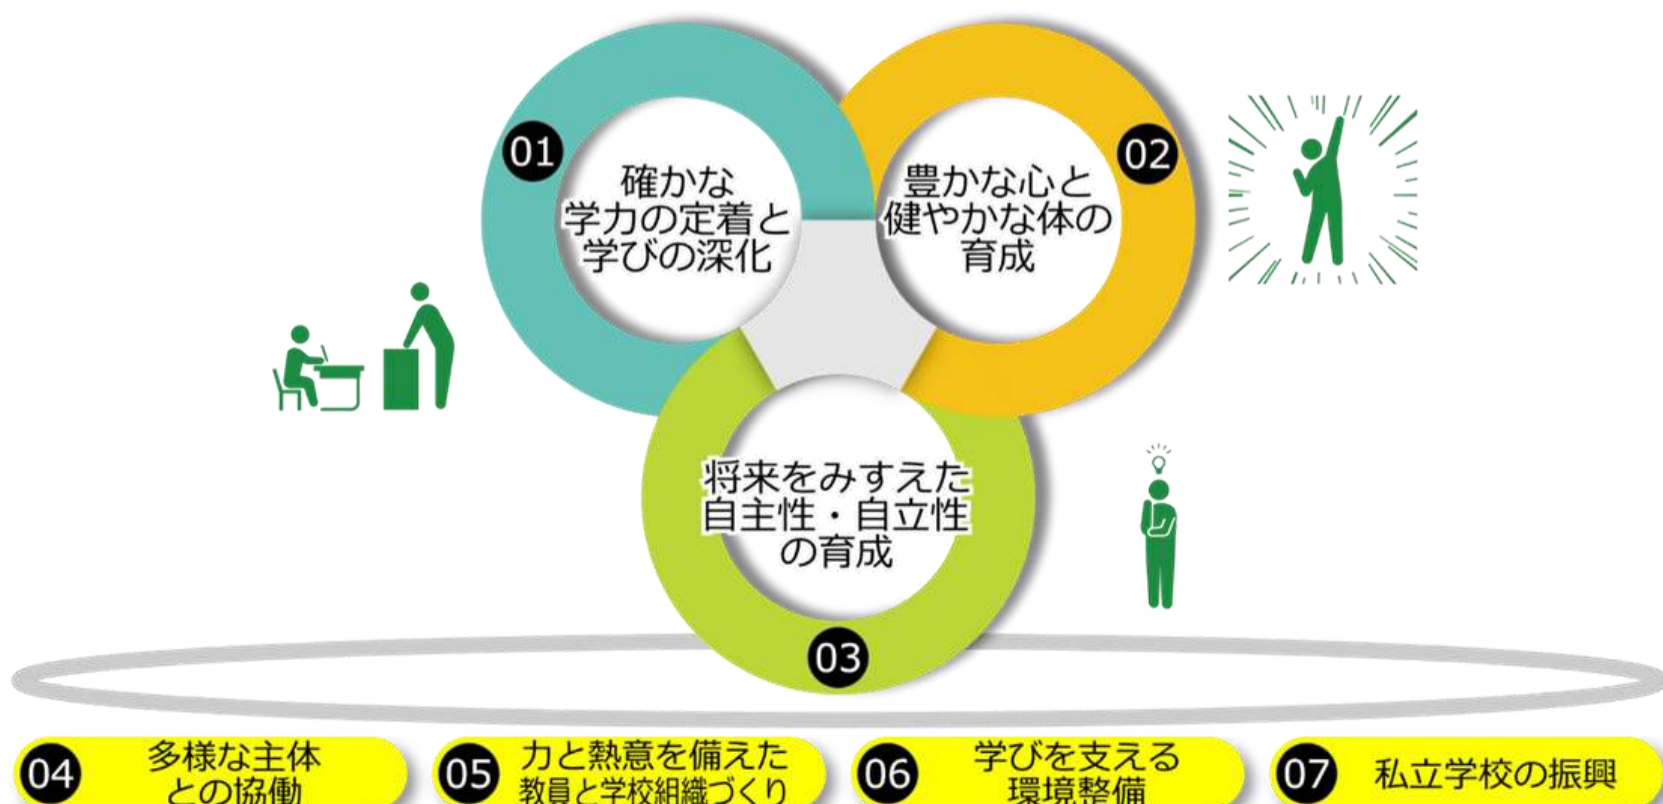 01
確かな
学力の定着と
学びの深化
02
豊かな心と
健やかな体の
育成
将来をみすえた
自主性・自立性
の育成
03
04
多様な主体
との協働
05
力と熱意を備えた
教員と学校組織づくり
06
学びを支える
環境整備
07
私立学校の振興